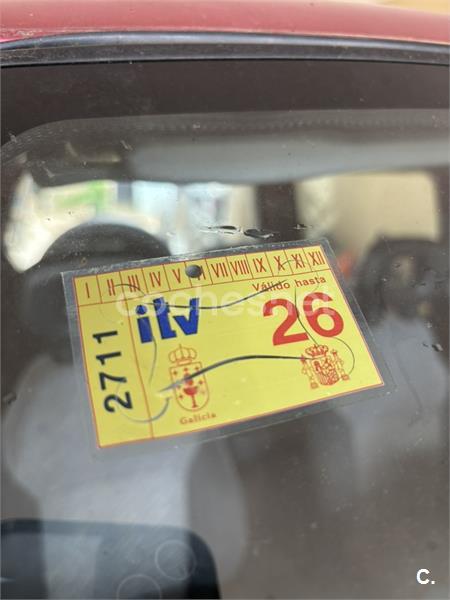 I II III IV V VI VII VIII IX X XI XII
Válido hasta
itv
26
2711
Galicia
coches.net
C.